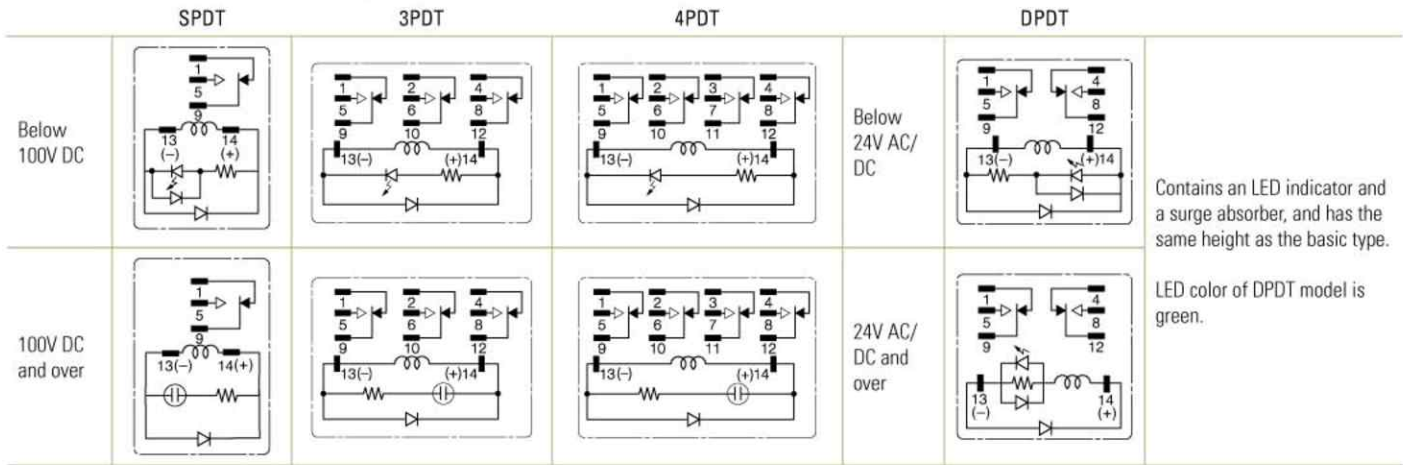 SPDT 3PDT 4PDT DPDT
Below
100V DC
1
5
9
13 14
(−) (+)
1 2 4
5 6 8
9 10 12
13(−) (+)14
1 2 3 4
5 6 7 8
9 10 11 12
13(−) (+)14
Below
24V AC/
DC
1 4
5 8
9 12
13(−) (+)14
Contains an LED indicator and
a surge absorber, and has the
same height as the basic type.
LED color of DPDT model is
green.
100V DC
and over
1
5
9
13(−) 14(+)
1 2 4
5 6 8
9 10 12
13(−) (+)14
1 2 3 4
5 6 7 8
9 10 11 12
13(−) (+)14
24V AC/
DC and
over
1 4
5 8
9 12
13 14
(−) (+)